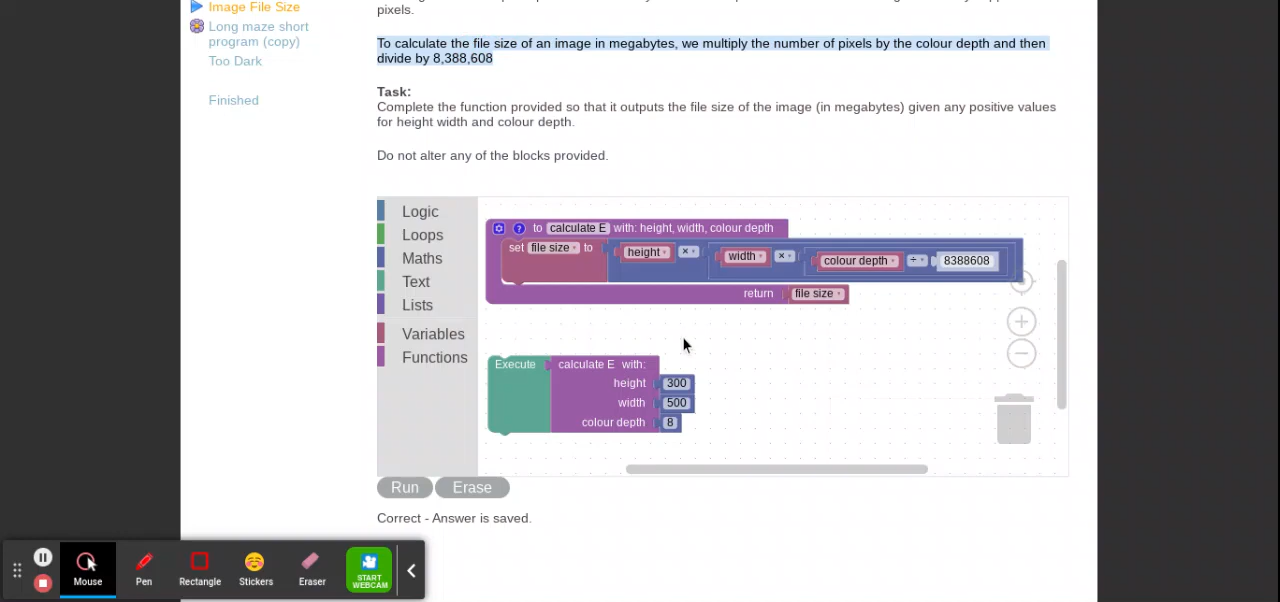 Image File Size
Long maze short
program (copy)
Too Dark
Finished
pixels.
To calculate the file size of an image in megabytes, we multiply the number of pixels by the colour depth and then
divide by 8,388,608
Task:
Complete the function provided so that it outputs the file size of the image (in megabytes) given any positive values
for height width and colour depth.
Do not alter any of the blocks provided.
Logic
Loops
Maths
Text
Lists
Variables
Functions
? to calculate E with: height, width, colour depth
set file size to height × width × colour depth ÷ 8388608
return file size
Execute calculate E with:
height 300
width 500
colour depth 8
Run Erase
Correct - Answer is saved.
Mouse Pen Rectangle Stickers Eraser START
WEBCAM